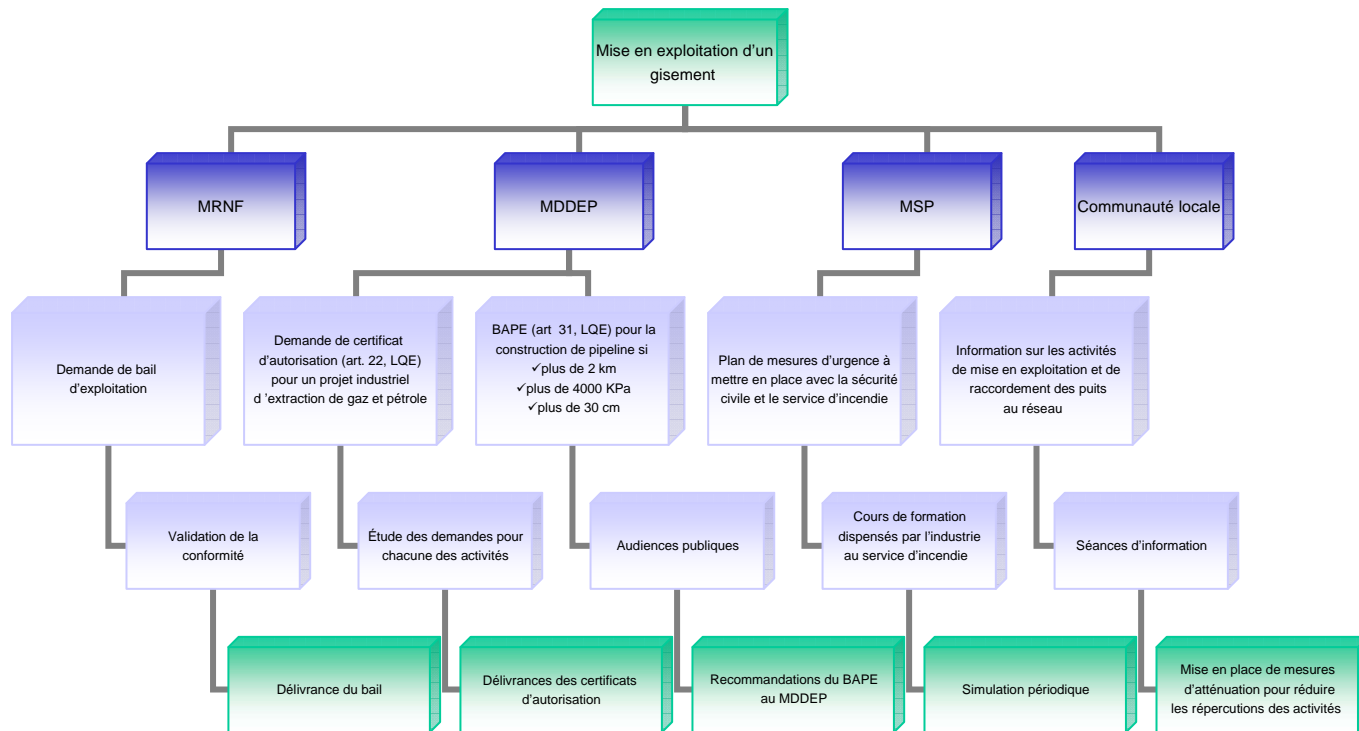 Mise en exploitation d’un
gisement
MRNF
MDDEP
MSP
Communauté locale
Demande de bail
d’exploitation
Demande de certificat
d’autorisation (art. 22, LQE)
pour un projet industriel
d ’extraction de gaz et pétrole
BAPE (art 31, LQE) pour la
construction de pipeline si
✓plus de 2 km
✓plus de 4000 KPa
✓plus de 30 cm
Plan de mesures d’urgence à
mettre en place avec la sécurité
civile et le service d’incendie
Information sur les activités
de mise en exploitation et de
raccordement des puits
au réseau
Validation de la
conformité
Étude des demandes pour
chacune des activités
Audiences publiques
Cours de formation
dispensés par l’industrie
au service d’incendie
Séances d’information
Délivrance du bail
Délivrances des certificats
d’autorisation
Recommandations du BAPE
au MDDEP
Simulation périodique
Mise en place de mesures
d’atténuation pour réduire
les répercutions des activités